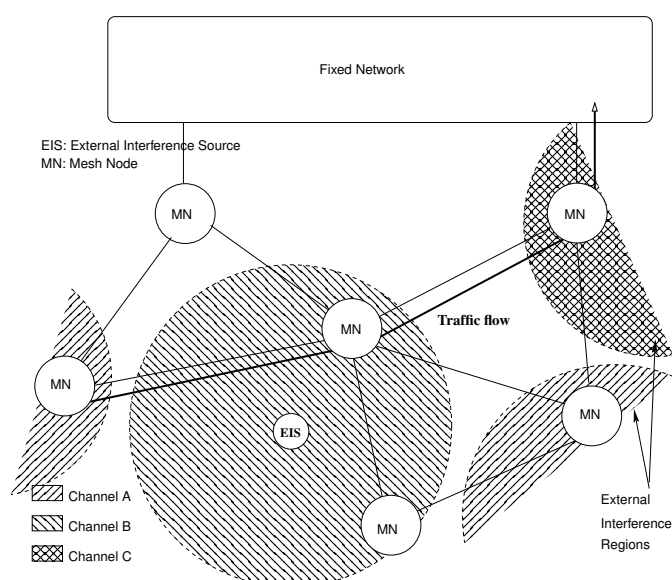 Fixed Network
EIS: External Interference Source
MN: Mesh Node
MN
MN
MN
Traffic flow
MN
MN
EIS
MN
External
Interference
Regions
Channel A
Channel B
Channel C